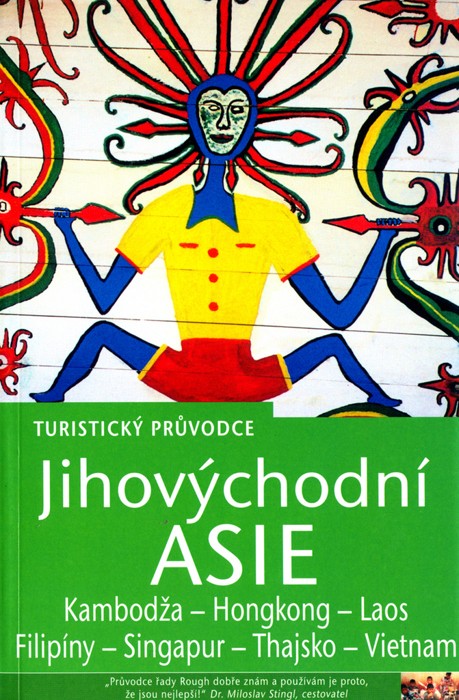 TURISTICKÝ PRŮVODCE
Jihovýchodní
ASIE
Kambodža – Hongkong – Laos
Filipíny – Singapur – Thajsko – Vietnam
„Průvodce řady Rough dobře znám a používám je proto,
že jsou nejlepší!“ Dr. Miloslav Stingl, cestovatel